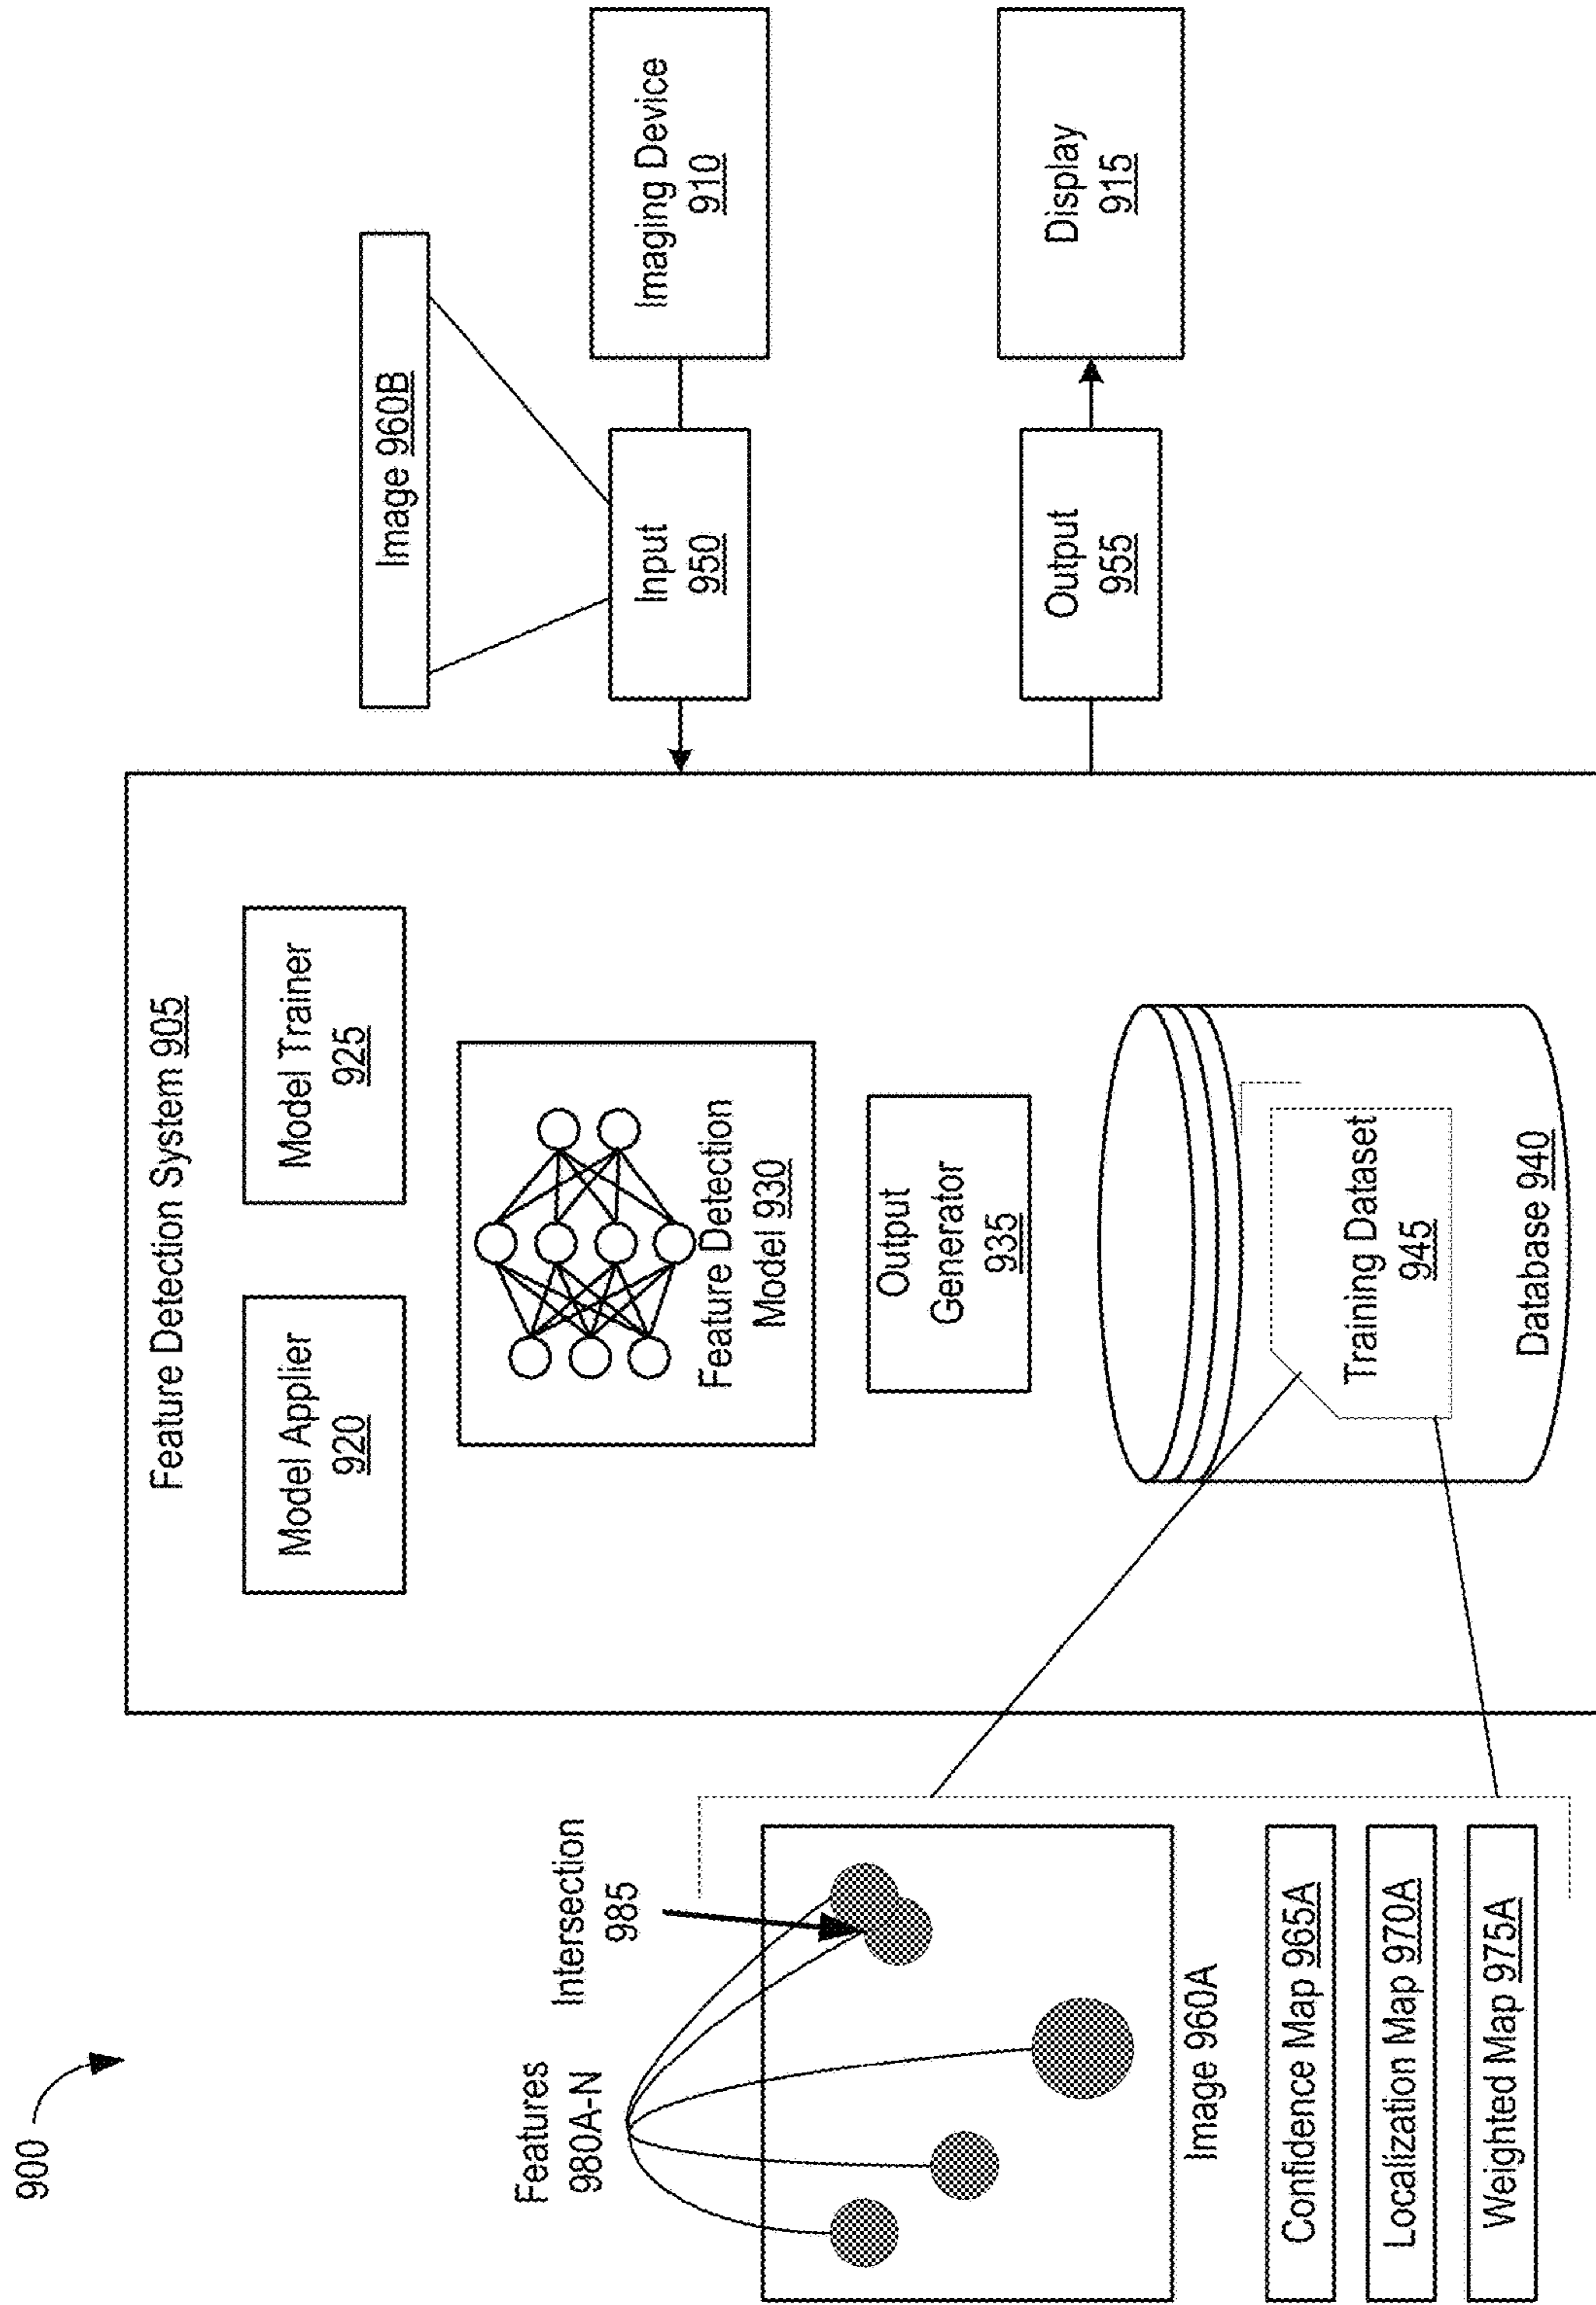 900
Features
980A-N
Intersection
985
Image 960A
Confidence Map 965A
Localization Map 970A
Weighted Map 975A
Feature Detection System 905
Model Applier
920
Model Trainer
925
Feature Detection
Model 930
Output
Generator
935
Training Dataset
945
Database 940
Image 960B
Input
950
Imaging Device
910
Output
955
Display
915